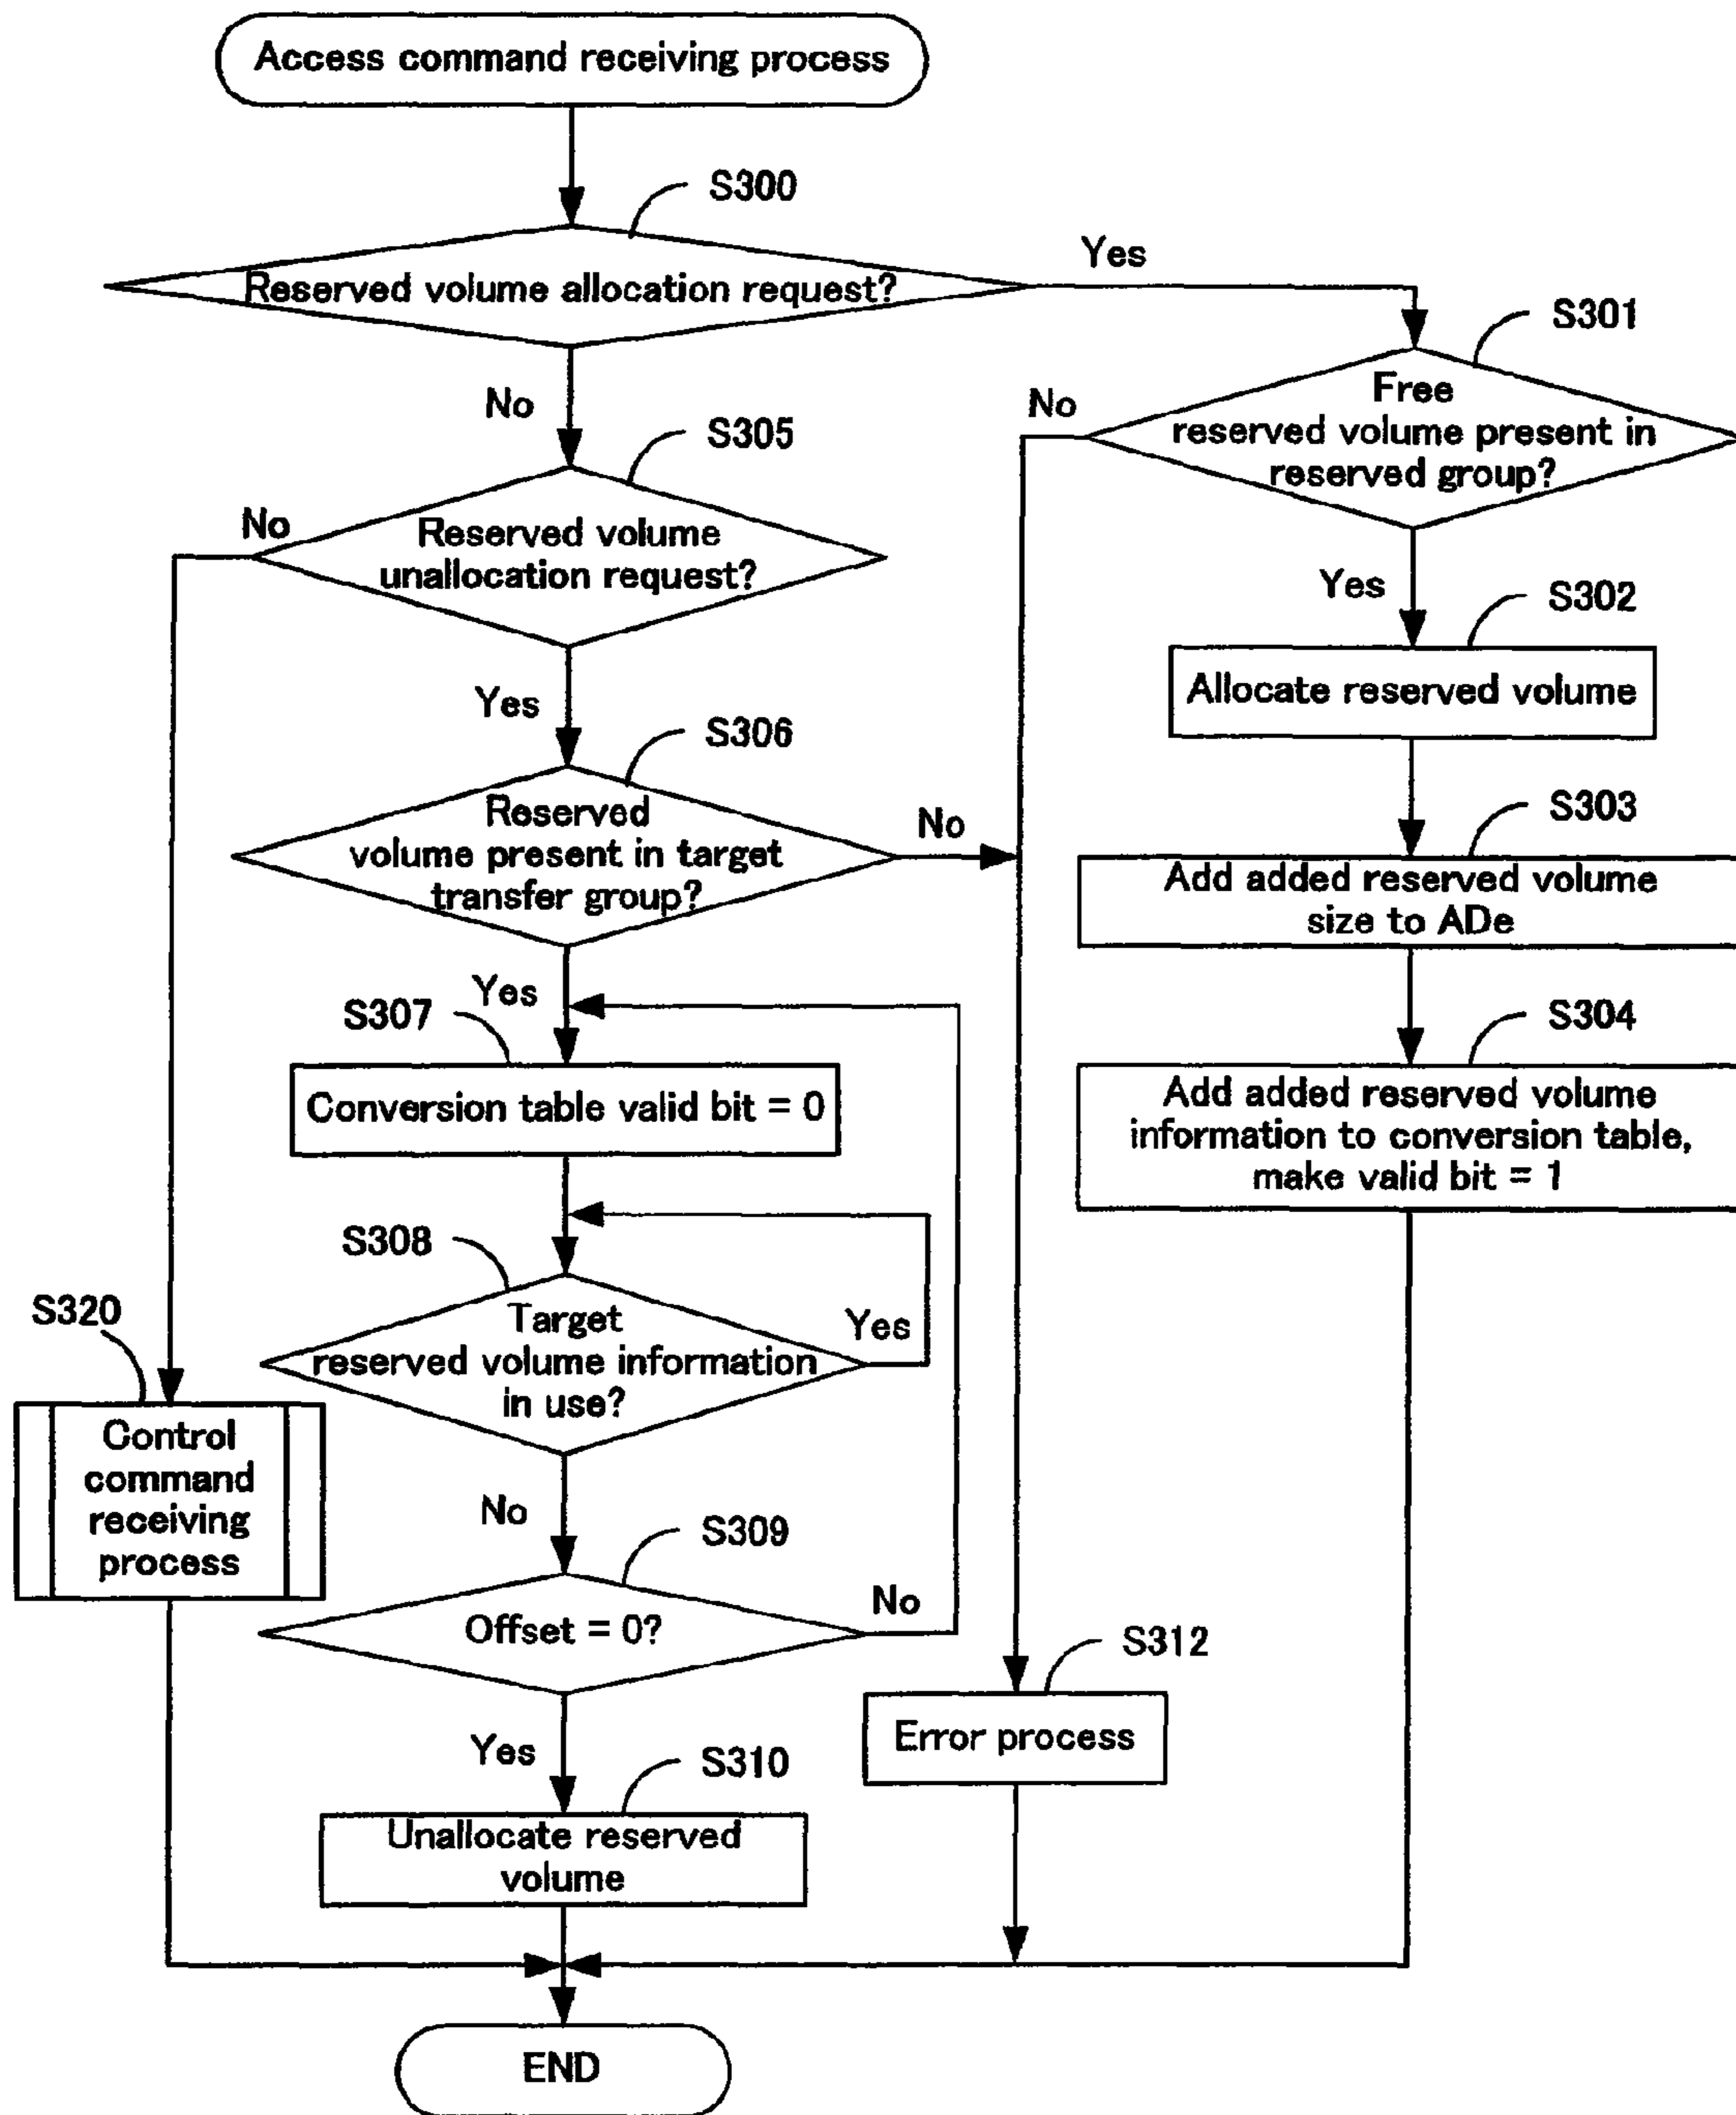 Access command receiving process
S300
Reserved volume allocation request?
Yes
S301
No
Free
reserved volume present in
reserved group?
No
S305
Reserved volume
unallocation request?
No
Yes
S302
Allocate reserved volume
Yes
S306
Reserved
volume present in target
transfer group?
No
S303
Add added reserved volume
size to ADe
Yes
S307
Conversion table valid bit = 0
S304
Add added reserved volume
information to conversion table,
make valid bit = 1
S308
Target
reserved volume information
in use?
Yes
S320
Control
command
receiving
process
No
S309
Offset = 0?
No
S312
Error process
Yes
S310
Unallocate reserved
volume
END